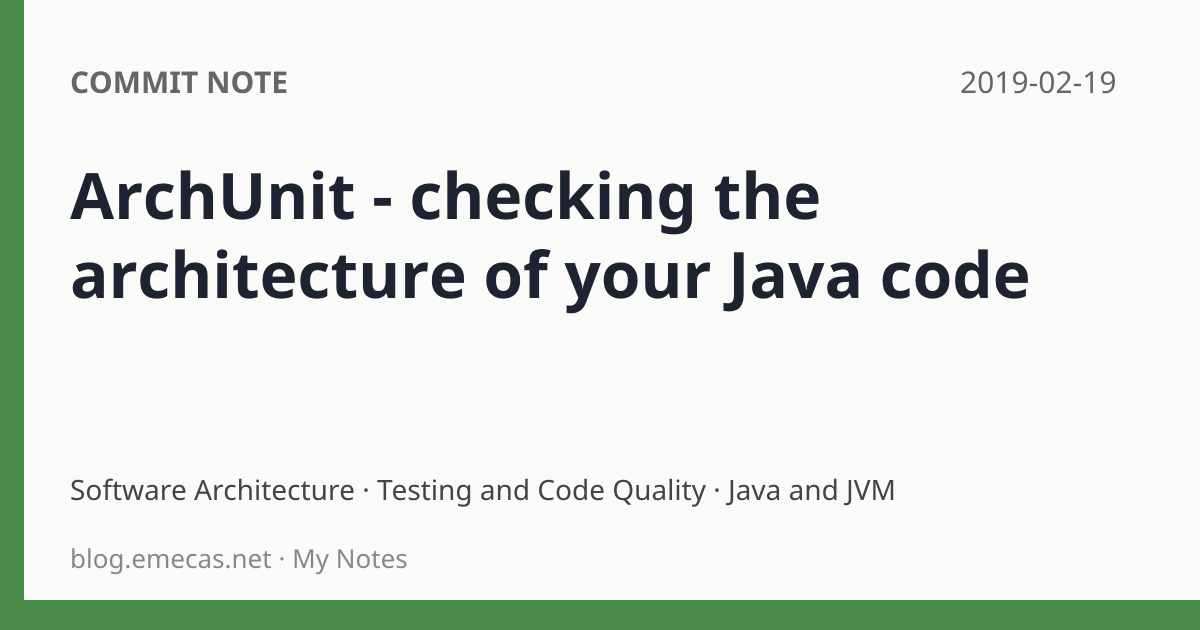 COMMIT NOTE
2019-02-19
ArchUnit - checking the
architecture of your Java code
Software Architecture · Testing and Code Quality · Java and JVM
blog.emecas.net · My Notes